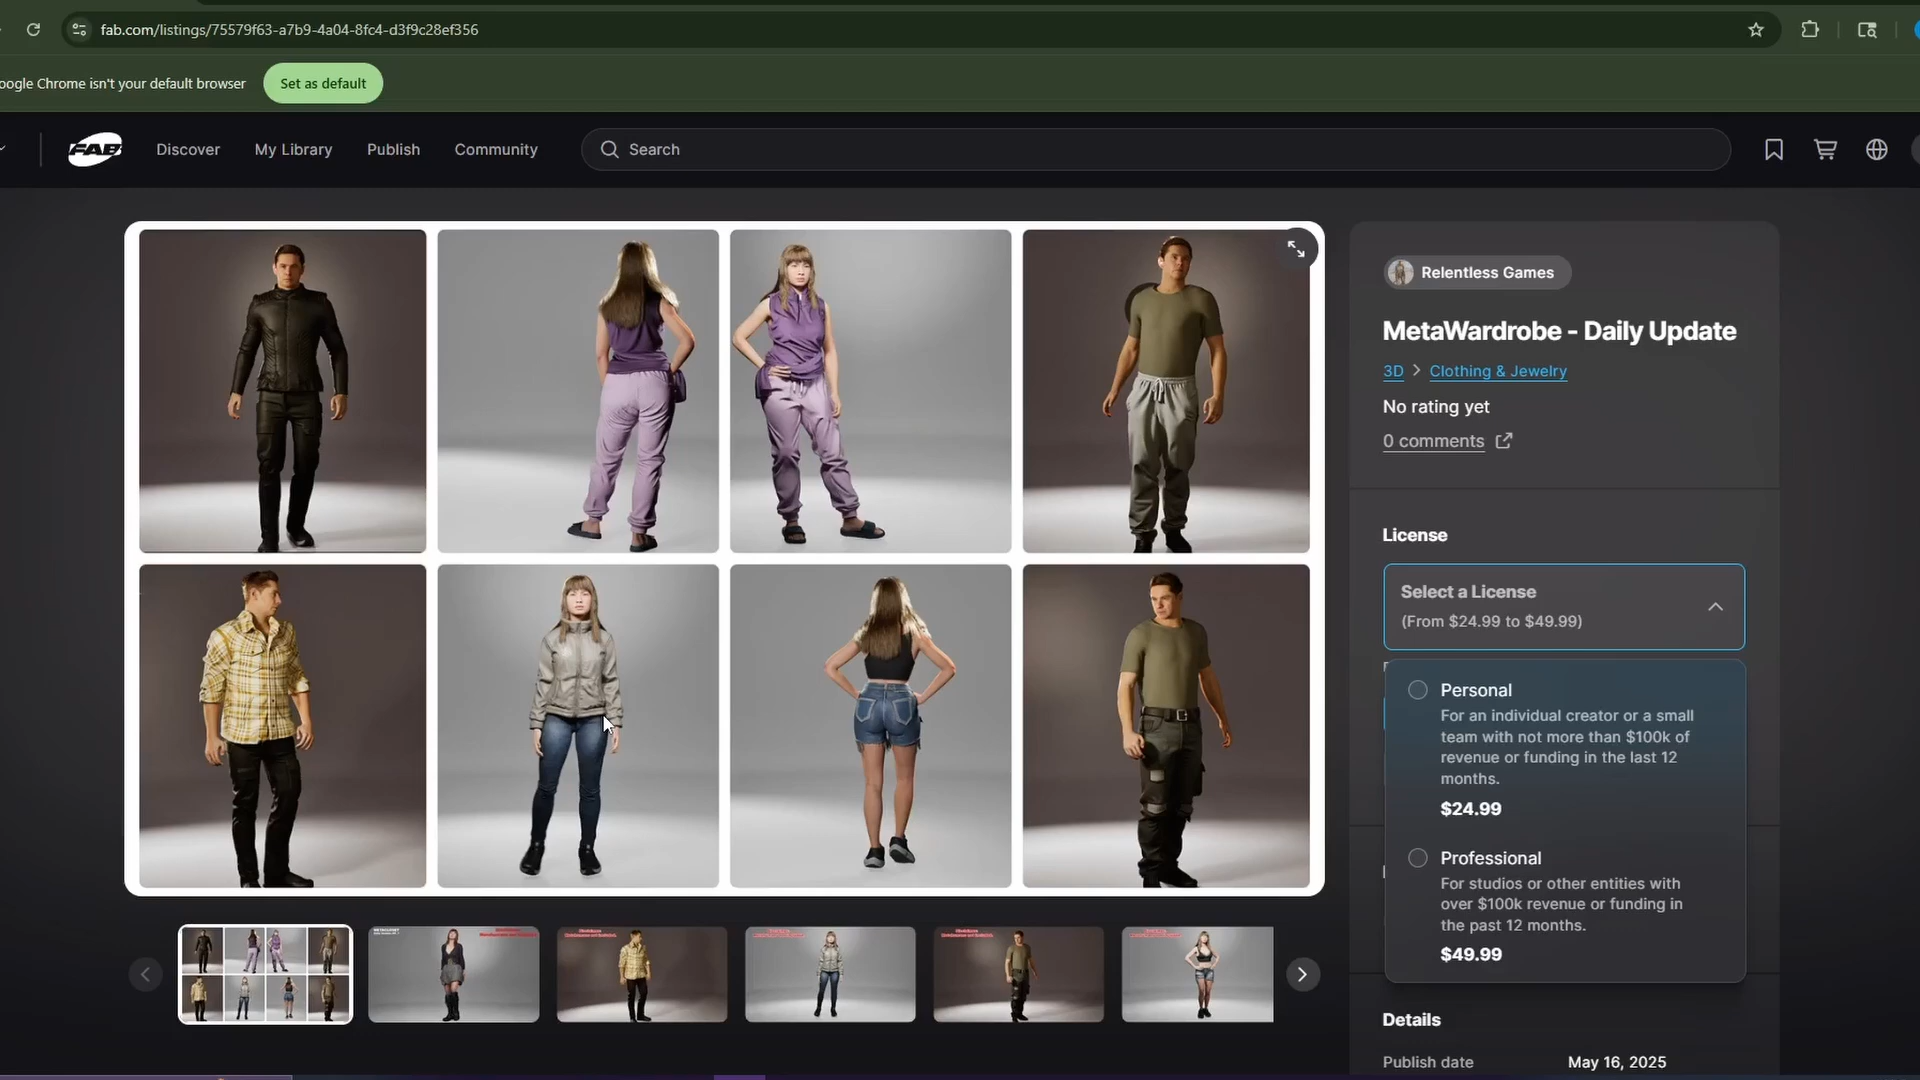 fab.com/listings/75579f63-a7b9-4a04-8fc4-d3f9c28ef356
oogle Chrome isn't your default browser
Set as default
FAB
Discover
My Library
Publish
Community
Search
Relentless Games
MetaWardrobe - Daily Update
3D
Clothing & Jewelry
No rating yet
0 comments
License
Select a License
(From $24.99 to $49.99)
Personal
For an individual creator or a small
team with not more than $100k of
revenue or funding in the last 12
months.
$24.99
Professional
For studios or other entities with
over $100k revenue or funding in
the past 12 months.
$49.99
Details
Publish date
May 16, 2025